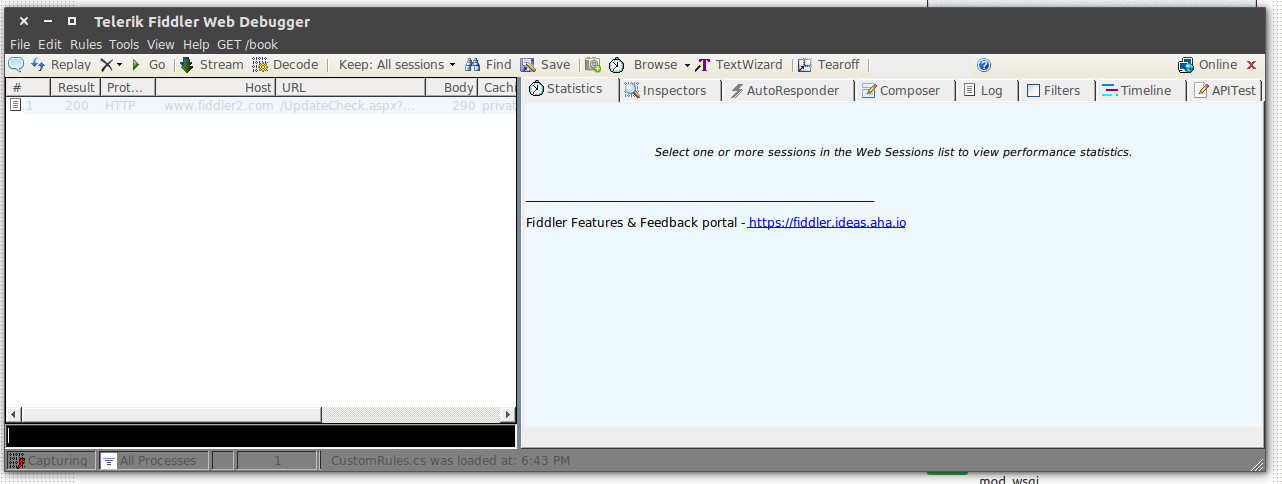 Telerik Fiddler Web Debugger
File Edit Rules Tools View Help GET /book
Replay Go Stream Decode Keep: All sessions Find Save Browse TextWizard Tearoff Online
# Result Prot... Host URL Body Cachi
1 200 HTTP www.fiddler2.com /UpdateCheck.aspx?... 290 privat
Statistics Inspectors AutoResponder Composer Log Filters Timeline APITest
Select one or more sessions in the Web Sessions list to view performance statistics.
Fiddler Features & Feedback portal - https://fiddler.ideas.aha.io
Capturing All Processes 1 CustomRules.cs was loaded at: 6:43 PM
mod_wsgi